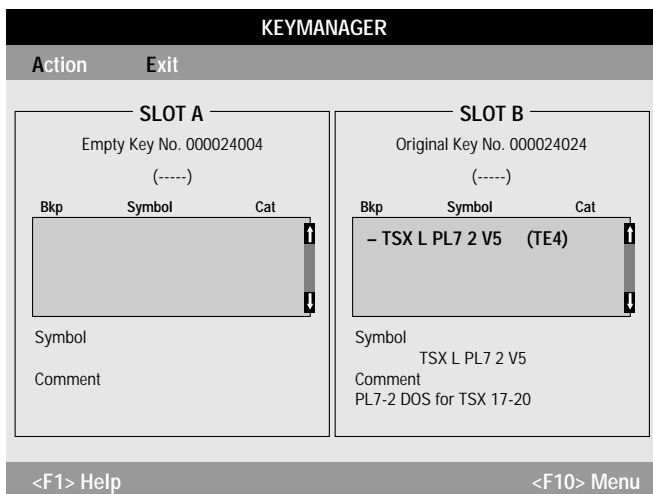 KEYMANAGER
Action Exit
SLOT A
Empty Key No. 000024004
(-----)
Bkp Symbol Cat
Symbol
Comment
SLOT B
Original Key No. 000024024
(-----)
Bkp Symbol Cat
– TSX L PL7 2 V5 (TE4)
Symbol
TSX L PL7 2 V5
Comment
PL7-2 DOS for TSX 17-20
<F1> Help <F10> Menu